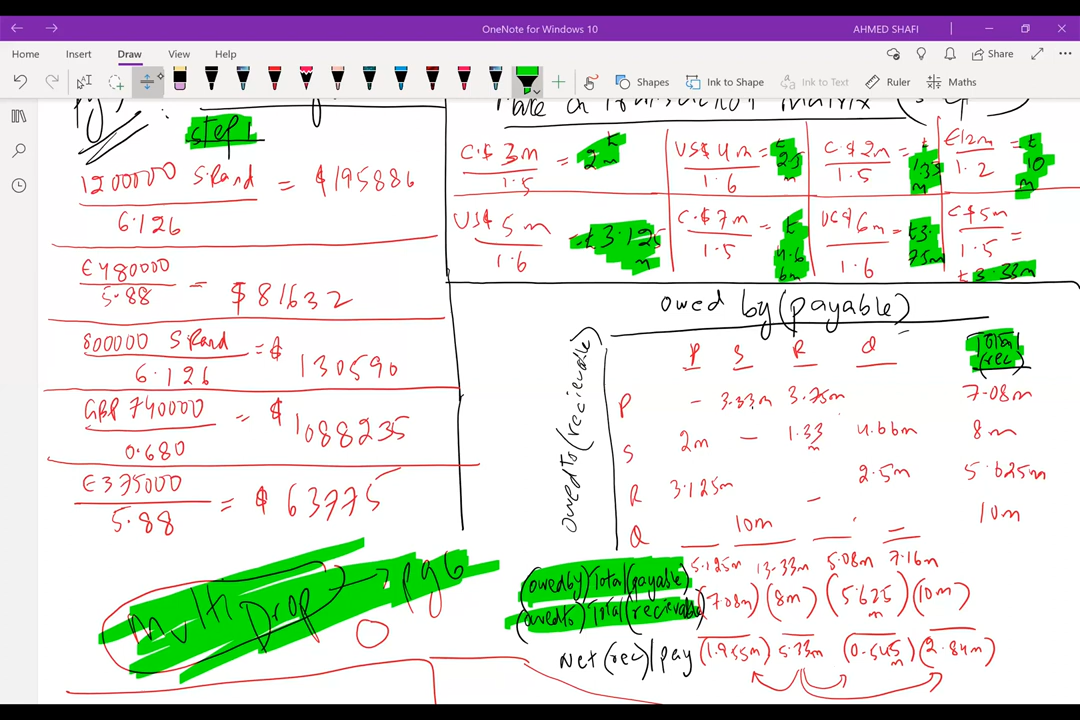 OneNote for Windows 10
AHMED SHAFI
Home Insert Draw View Help
Share
Shapes Ink to Shape Ink to Text Ruler Maths
Step 1
1200000 S.Rand = $195886
6.126
€480000 = $81632
5.88
800000 S Rand = $130590
6.126
GBP 740000 = $1088235
0.680
€375000 = $63775
5.88
multi Drop → pg 6
C.$ 3m = £2m
1.5
US$ 4m = £25m
1.6
C.$2m = £1.33m
1.5
€12m = £10m
1.2
US$ 5m = £3.125m
1.6
C.$7m = £4.66m
1.5
US$6m = £3.75m
1.6
C$5m = £3.33m
1.5
owed by (payable)
owed to (recievable)
P S R Q Total (rec)
P - 3.33m 3.75m 7.08m
S 2m - 1.33m 4.66m 8m
R 3.125m - 2.5m 5.625m
Q 10m - 10m
(owed by) Total (payable) 5.125m 13.33m 5.08m 7.16m
(owed to) Total (recievable) (7.08m) (8m) (5.625m) (10m)
Net (rec)/pay (1.955m) 5.33m (0.545m) (2.84m)